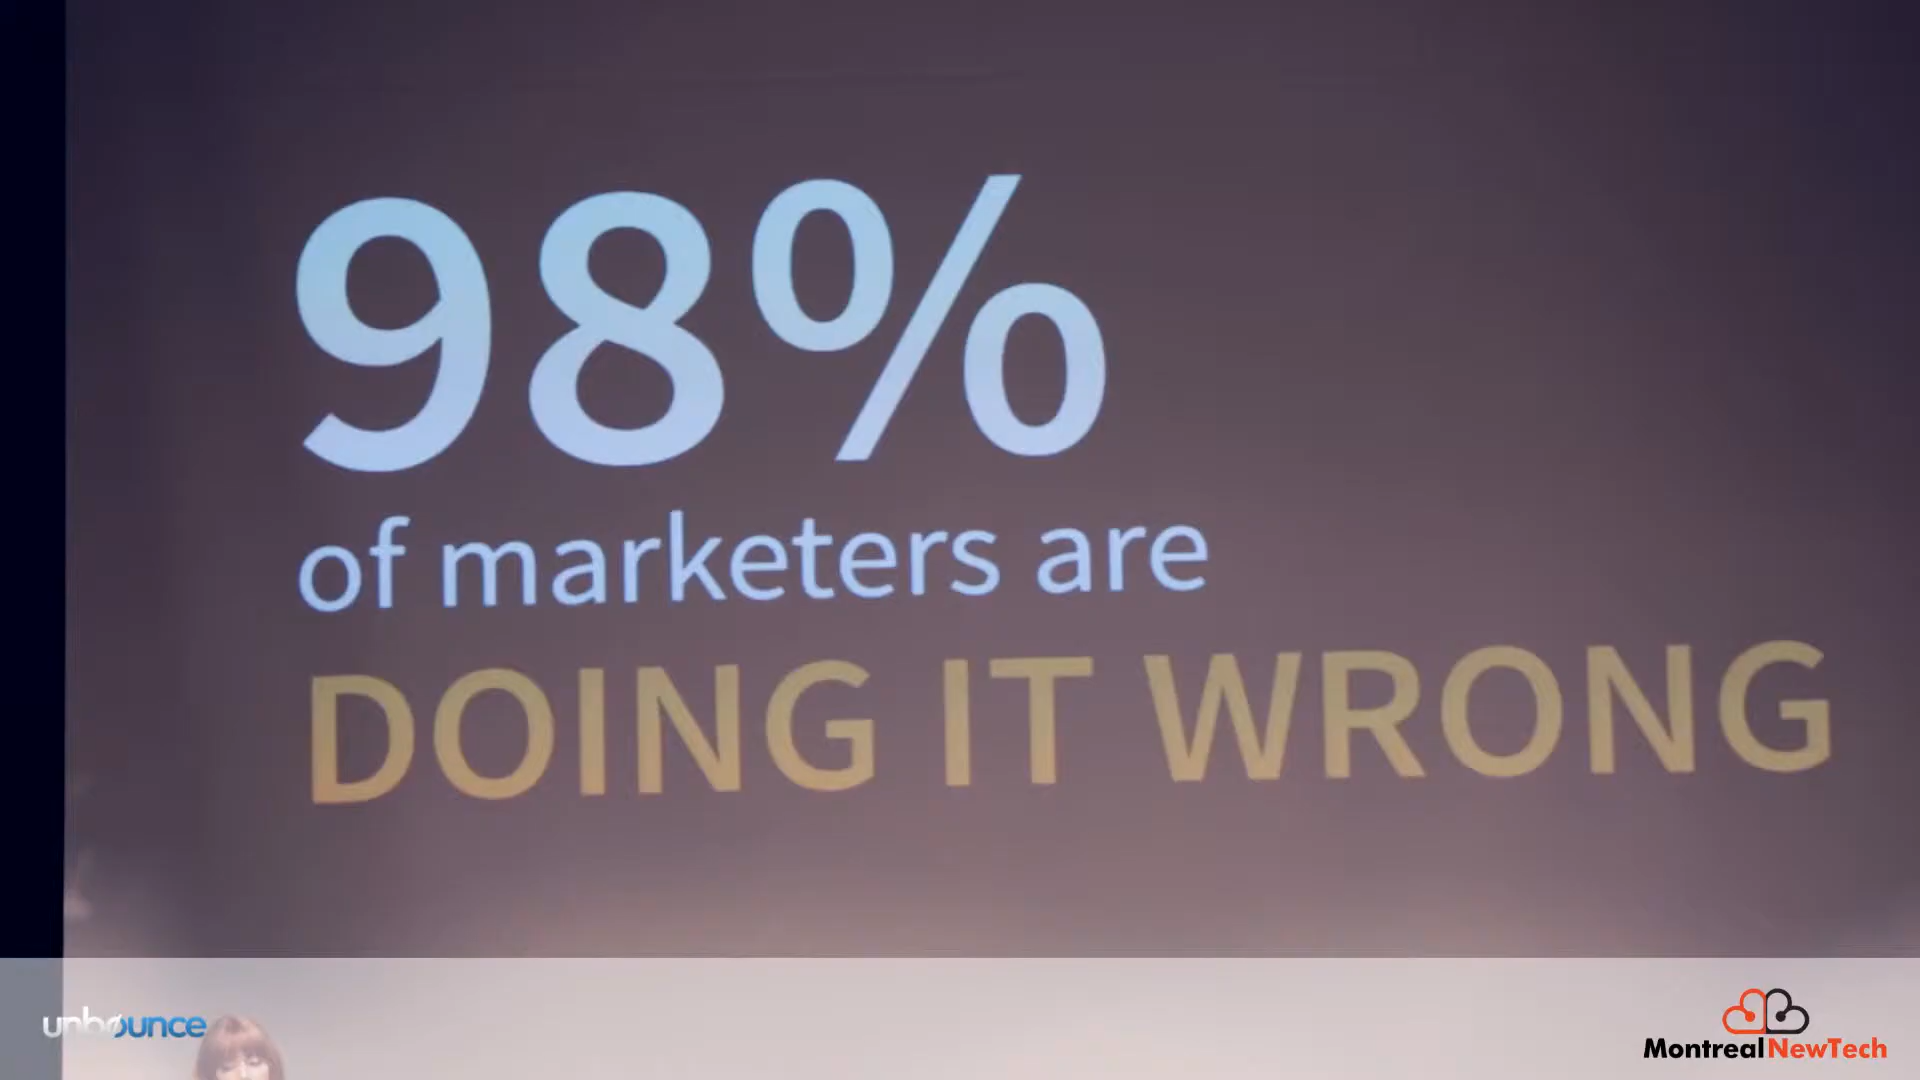 98%
of marketers are
DOING IT WRONG
unbounce
MontrealNewTech